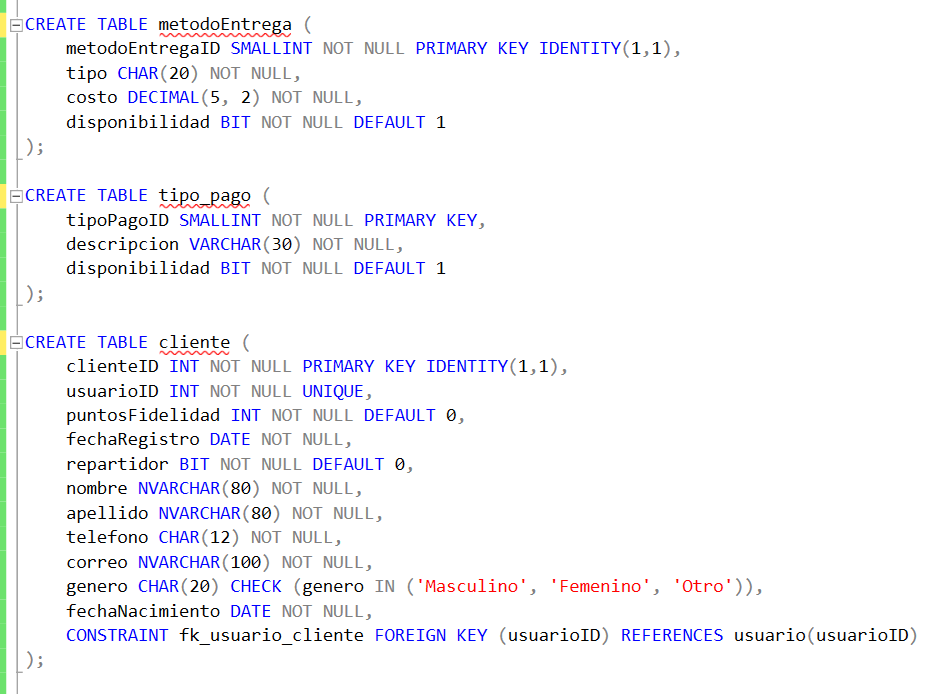 CREATE TABLE metodoEntrega (
metodoEntregaID SMALLINT NOT NULL PRIMARY KEY IDENTITY(1,1),
tipo CHAR(20) NOT NULL,
costo DECIMAL(5, 2) NOT NULL,
disponibilidad BIT NOT NULL DEFAULT 1
);
CREATE TABLE tipo_pago (
tipoPagoID SMALLINT NOT NULL PRIMARY KEY,
descripcion VARCHAR(30) NOT NULL,
disponibilidad BIT NOT NULL DEFAULT 1
);
CREATE TABLE cliente (
clienteID INT NOT NULL PRIMARY KEY IDENTITY(1,1),
usuarioID INT NOT NULL UNIQUE,
puntosFidelidad INT NOT NULL DEFAULT 0,
fechaRegistro DATE NOT NULL,
repartidor BIT NOT NULL DEFAULT 0,
nombre NVARCHAR(80) NOT NULL,
apellido NVARCHAR(80) NOT NULL,
telefono CHAR(12) NOT NULL,
correo NVARCHAR(100) NOT NULL,
genero CHAR(20) CHECK (genero IN ('Masculino', 'Femenino', 'Otro')),
fechaNacimiento DATE NOT NULL,
CONSTRAINT fk_usuario_cliente FOREIGN KEY (usuarioID) REFERENCES usuario(usuarioID)
);